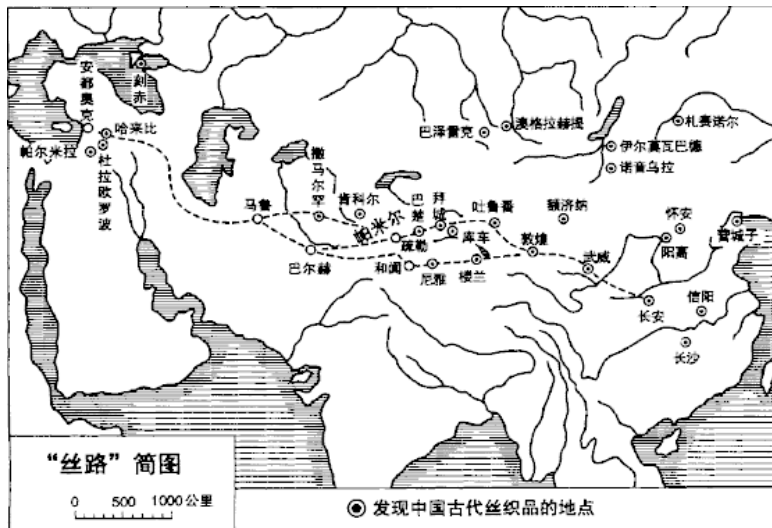 安都奥克
刻赤
哈来比
帕尔米拉
杜拉欧罗波
马鲁
撒马尔罕
肯科尔
巴泽雷克
澳格拉赫提
伊尔莫瓦巴德
诺音乌拉
札赛诺尔
帕米尔
巴楚
拜城
吐鲁番
额济纳
怀安
营城子
阳高
疏勒
库车
敦煌
武威
巴尔赫
和阗
尼雅
楼兰
长安
信阳
长沙
“丝路”简图
0 500 1000公里
发现中国古代丝织品的地点